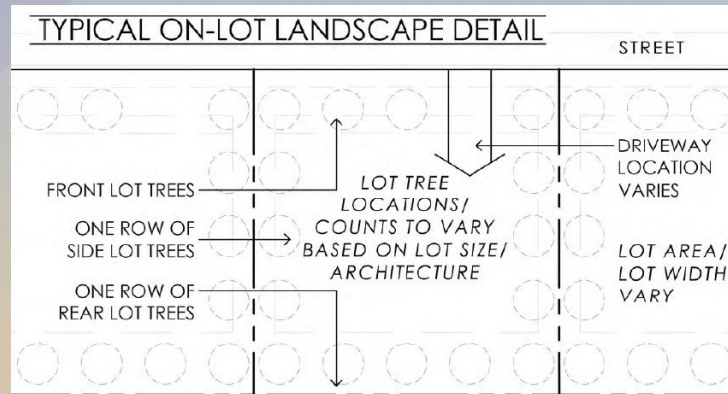 TYPICAL ON-LOT LANDSCAPE DETAIL
STREET
FRONT LOT TREES
ONE ROW OF
SIDE LOT TREES
ONE ROW OF
REAR LOT TREES
LOT TREE
LOCATIONS/
COUNTS TO VARY
BASED ON LOT SIZE/
ARCHITECTURE
DRIVEWAY
LOCATION
VARIES
LOT AREA/
LOT WIDTH
VARY